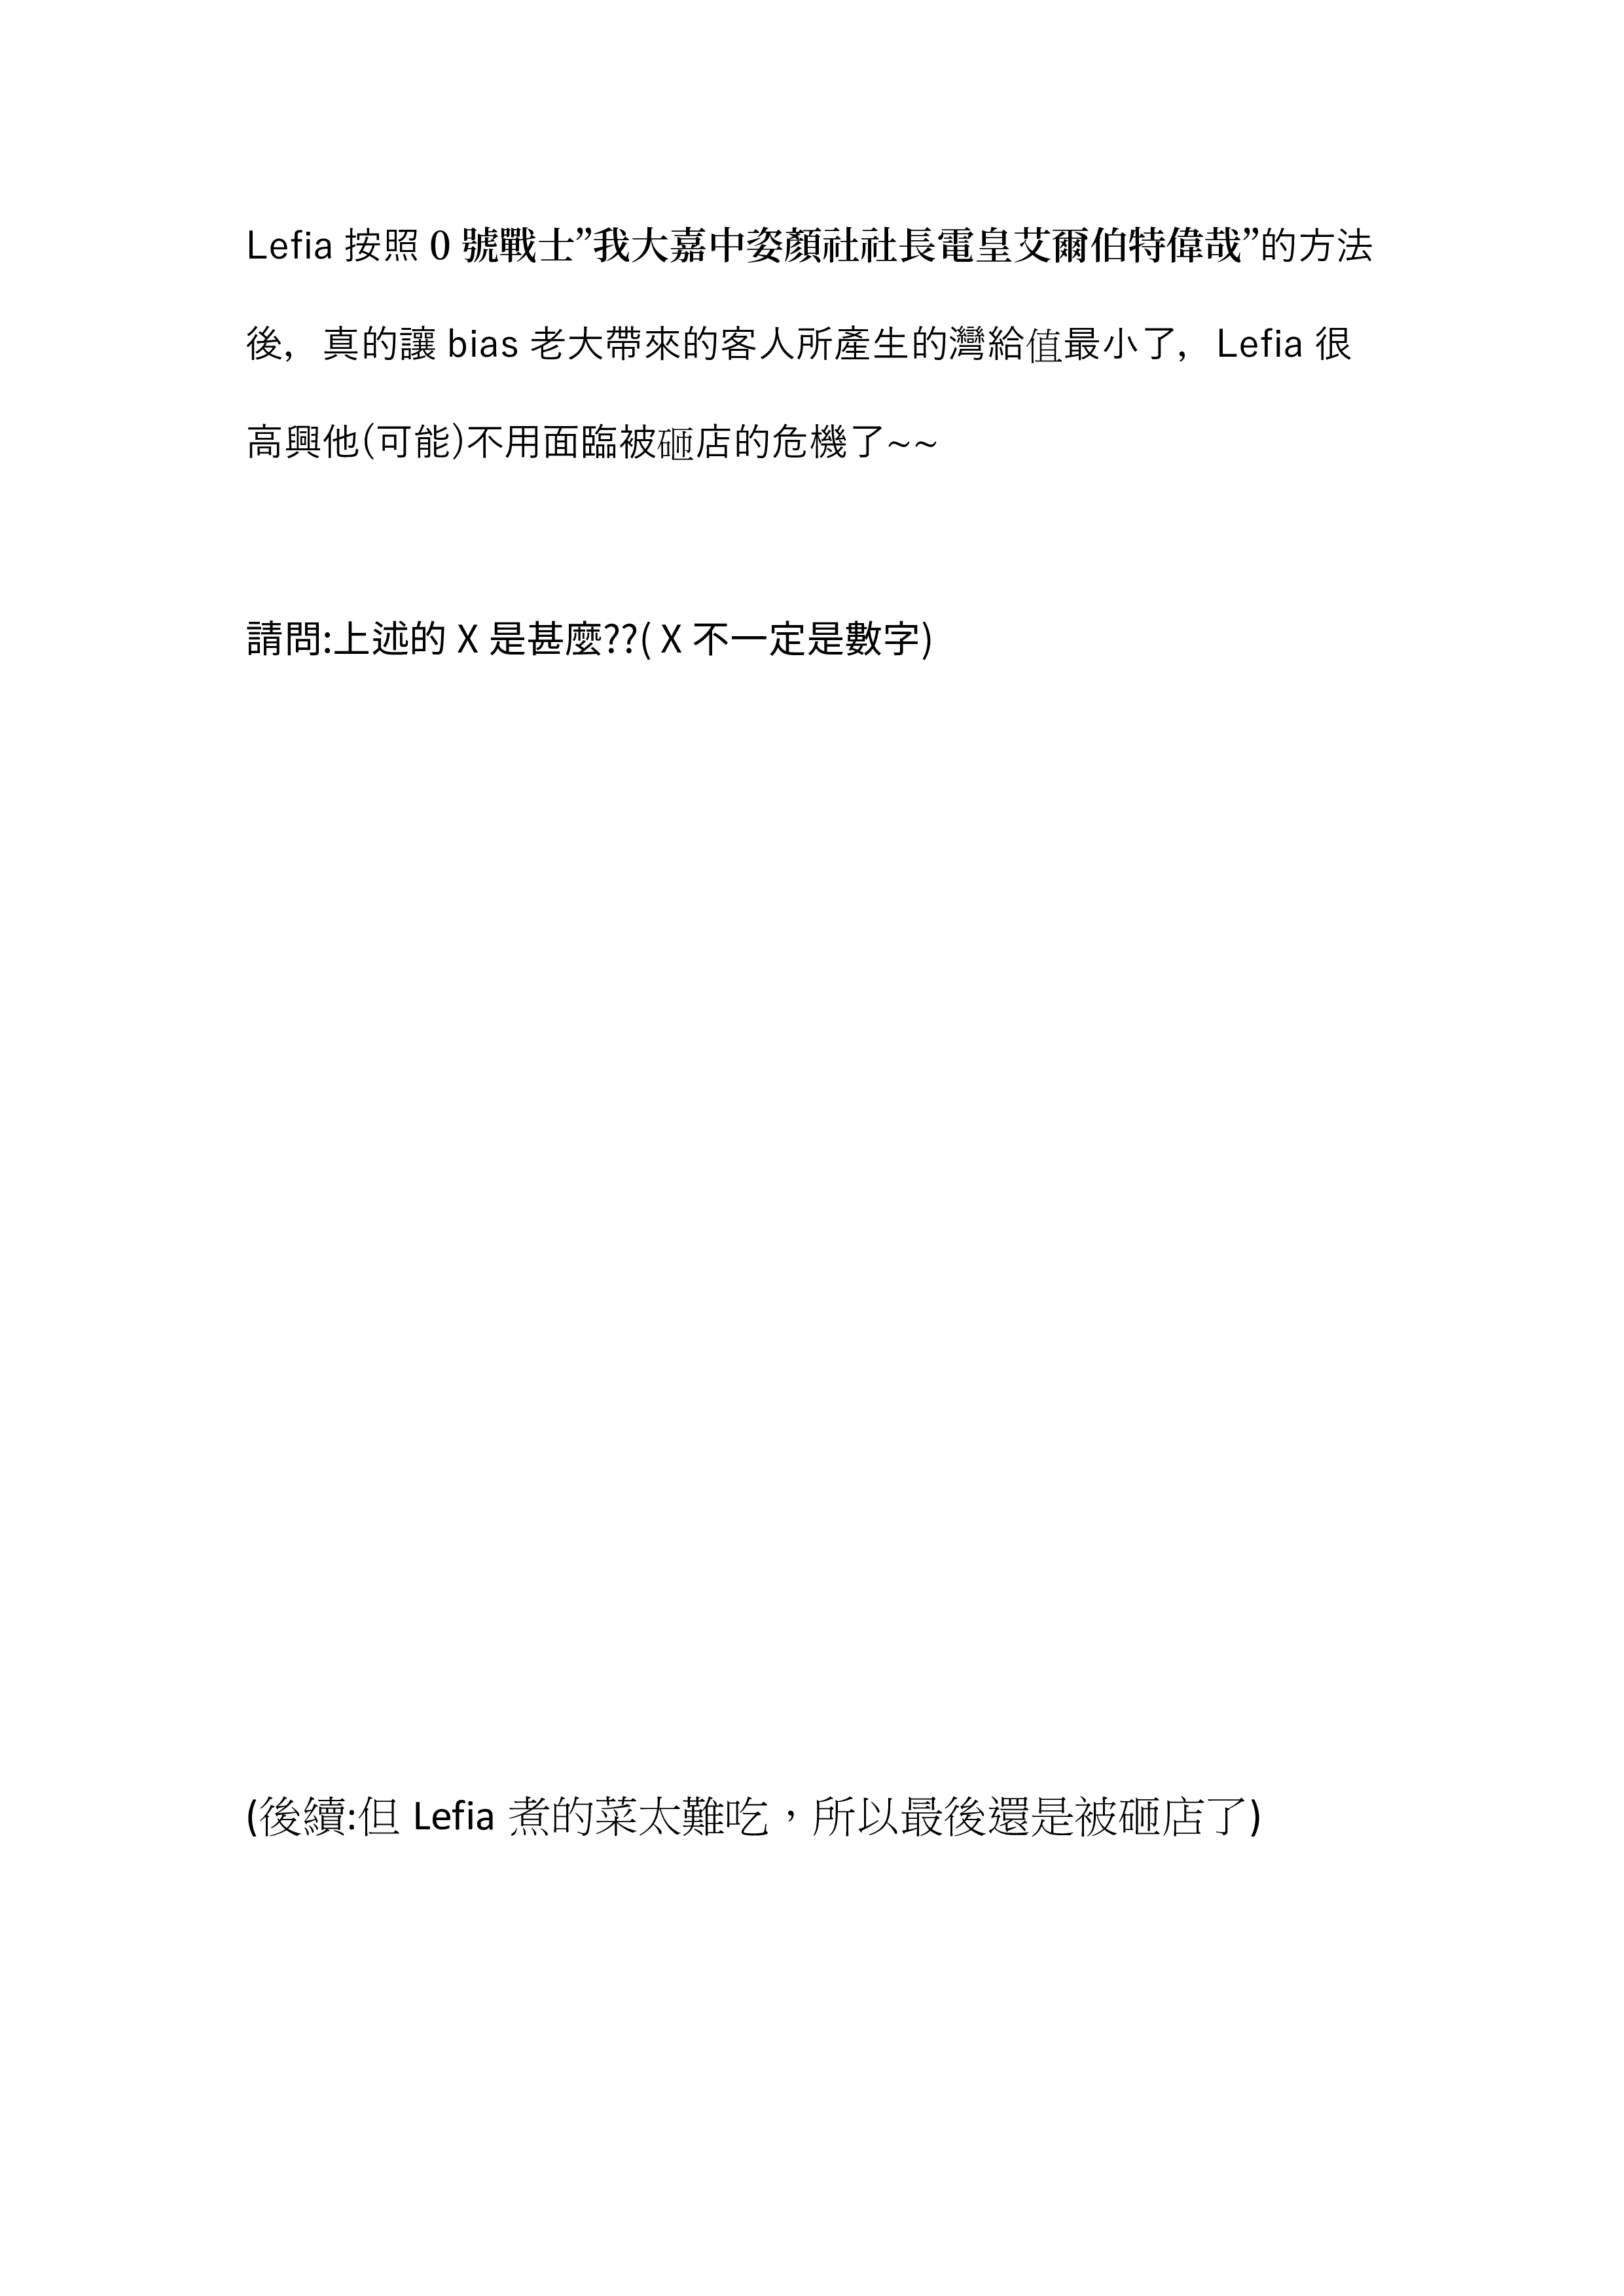 Lefia 按照 0 號戰士”我大嘉中姿顏社社長電皇艾爾伯特偉哉”的方法
後，真的讓 bias 老大帶來的客人所產生的灣給值最小了，Lefia 很
高興他(可能)不用面臨被砸店的危機了~~
請問:上述的 X 是甚麼??( X 不一定是數字)
(後續:但 Lefia 煮的菜太難吃，所以最後還是被砸店了)